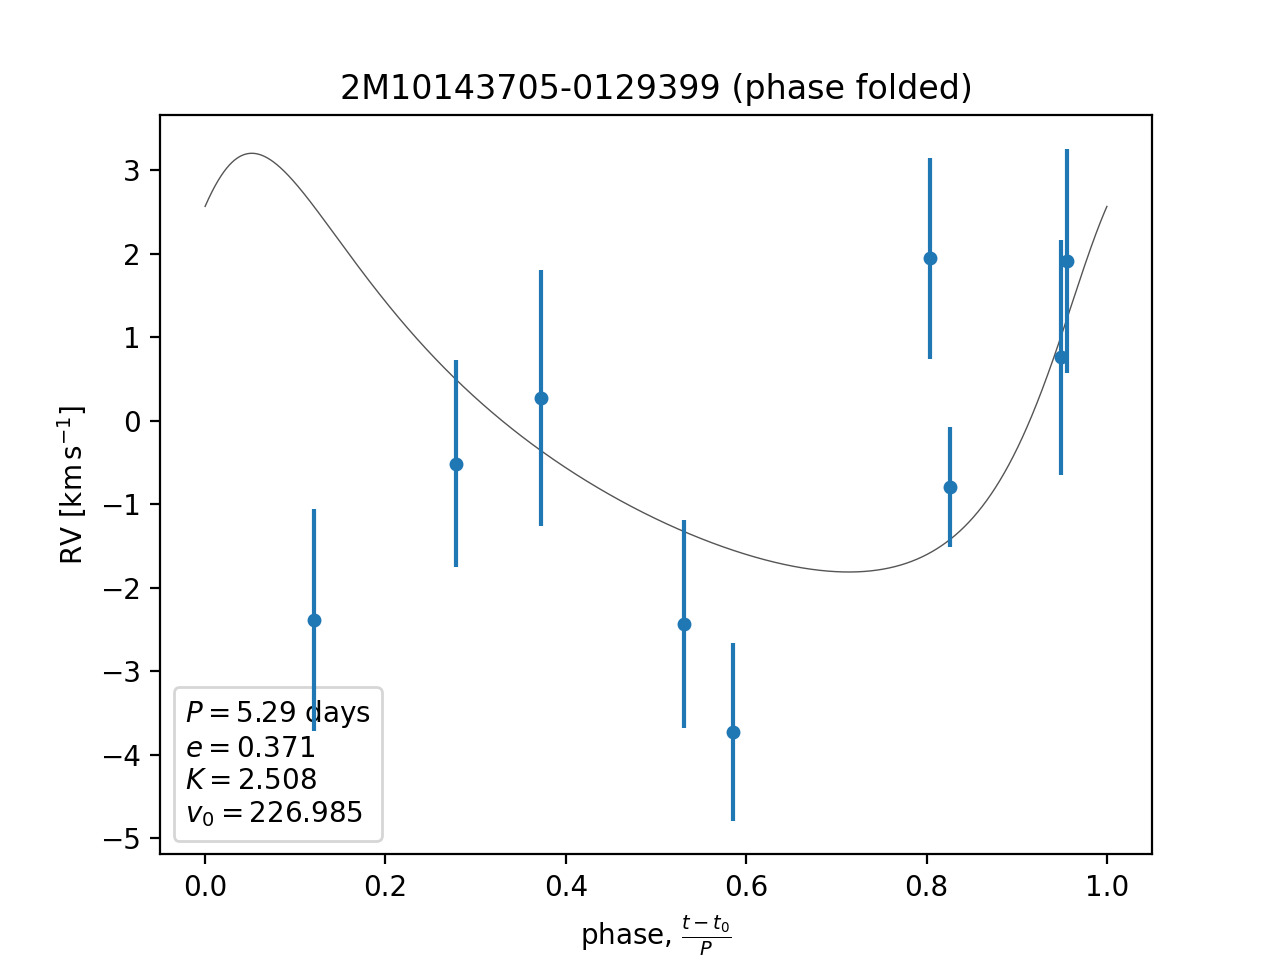 2M10143705-0129399 (phase folded)
RV [km s⁻¹]
3
2
1
0
−1
−2
−3
−4
−5
P = 5.29 days
e = 0.371
K = 2.508
v₀ = 226.985
0.0 0.2 0.4 0.6 0.8 1.0
phase, (t − t₀)/P